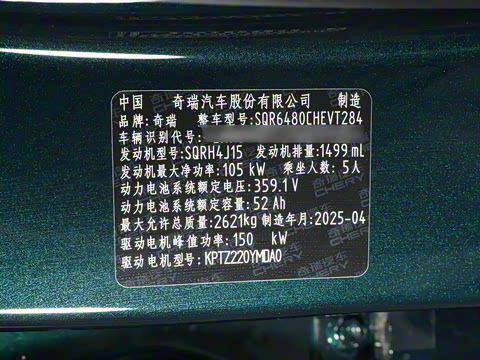 中国 奇瑞汽车股份有限公司 制造
品牌:奇瑞 整车型号:SQR6480CHEVT284
车辆识别代号:
发动机型号:SQRH4J15 发动机排量:1499 mL
发动机最大净功率:105 kW 乘坐人数:5人
动力电池系统额定电压:359.1 V
动力电池系统额定容量:52 Ah
最大允许总质量:2621kg 制造年月:2025-04
驱动电机峰值功率:150 kW
驱动电机型号:KPTZ220YMDA0